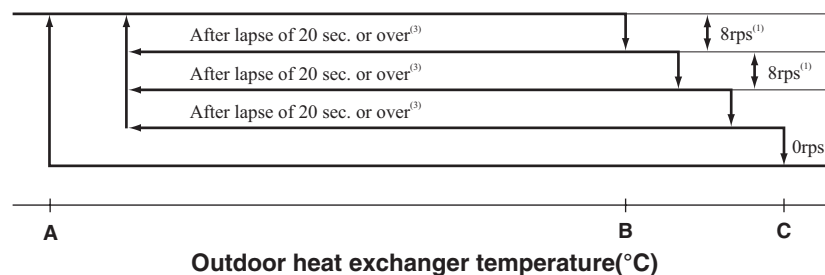 After lapse of 20 sec. or over(3)
8rps(1)
After lapse of 20 sec. or over(3)
8rps(1)
After lapse of 20 sec. or over(3)
0rps
A
B
C
Outdoor heat exchanger temperature(°C)